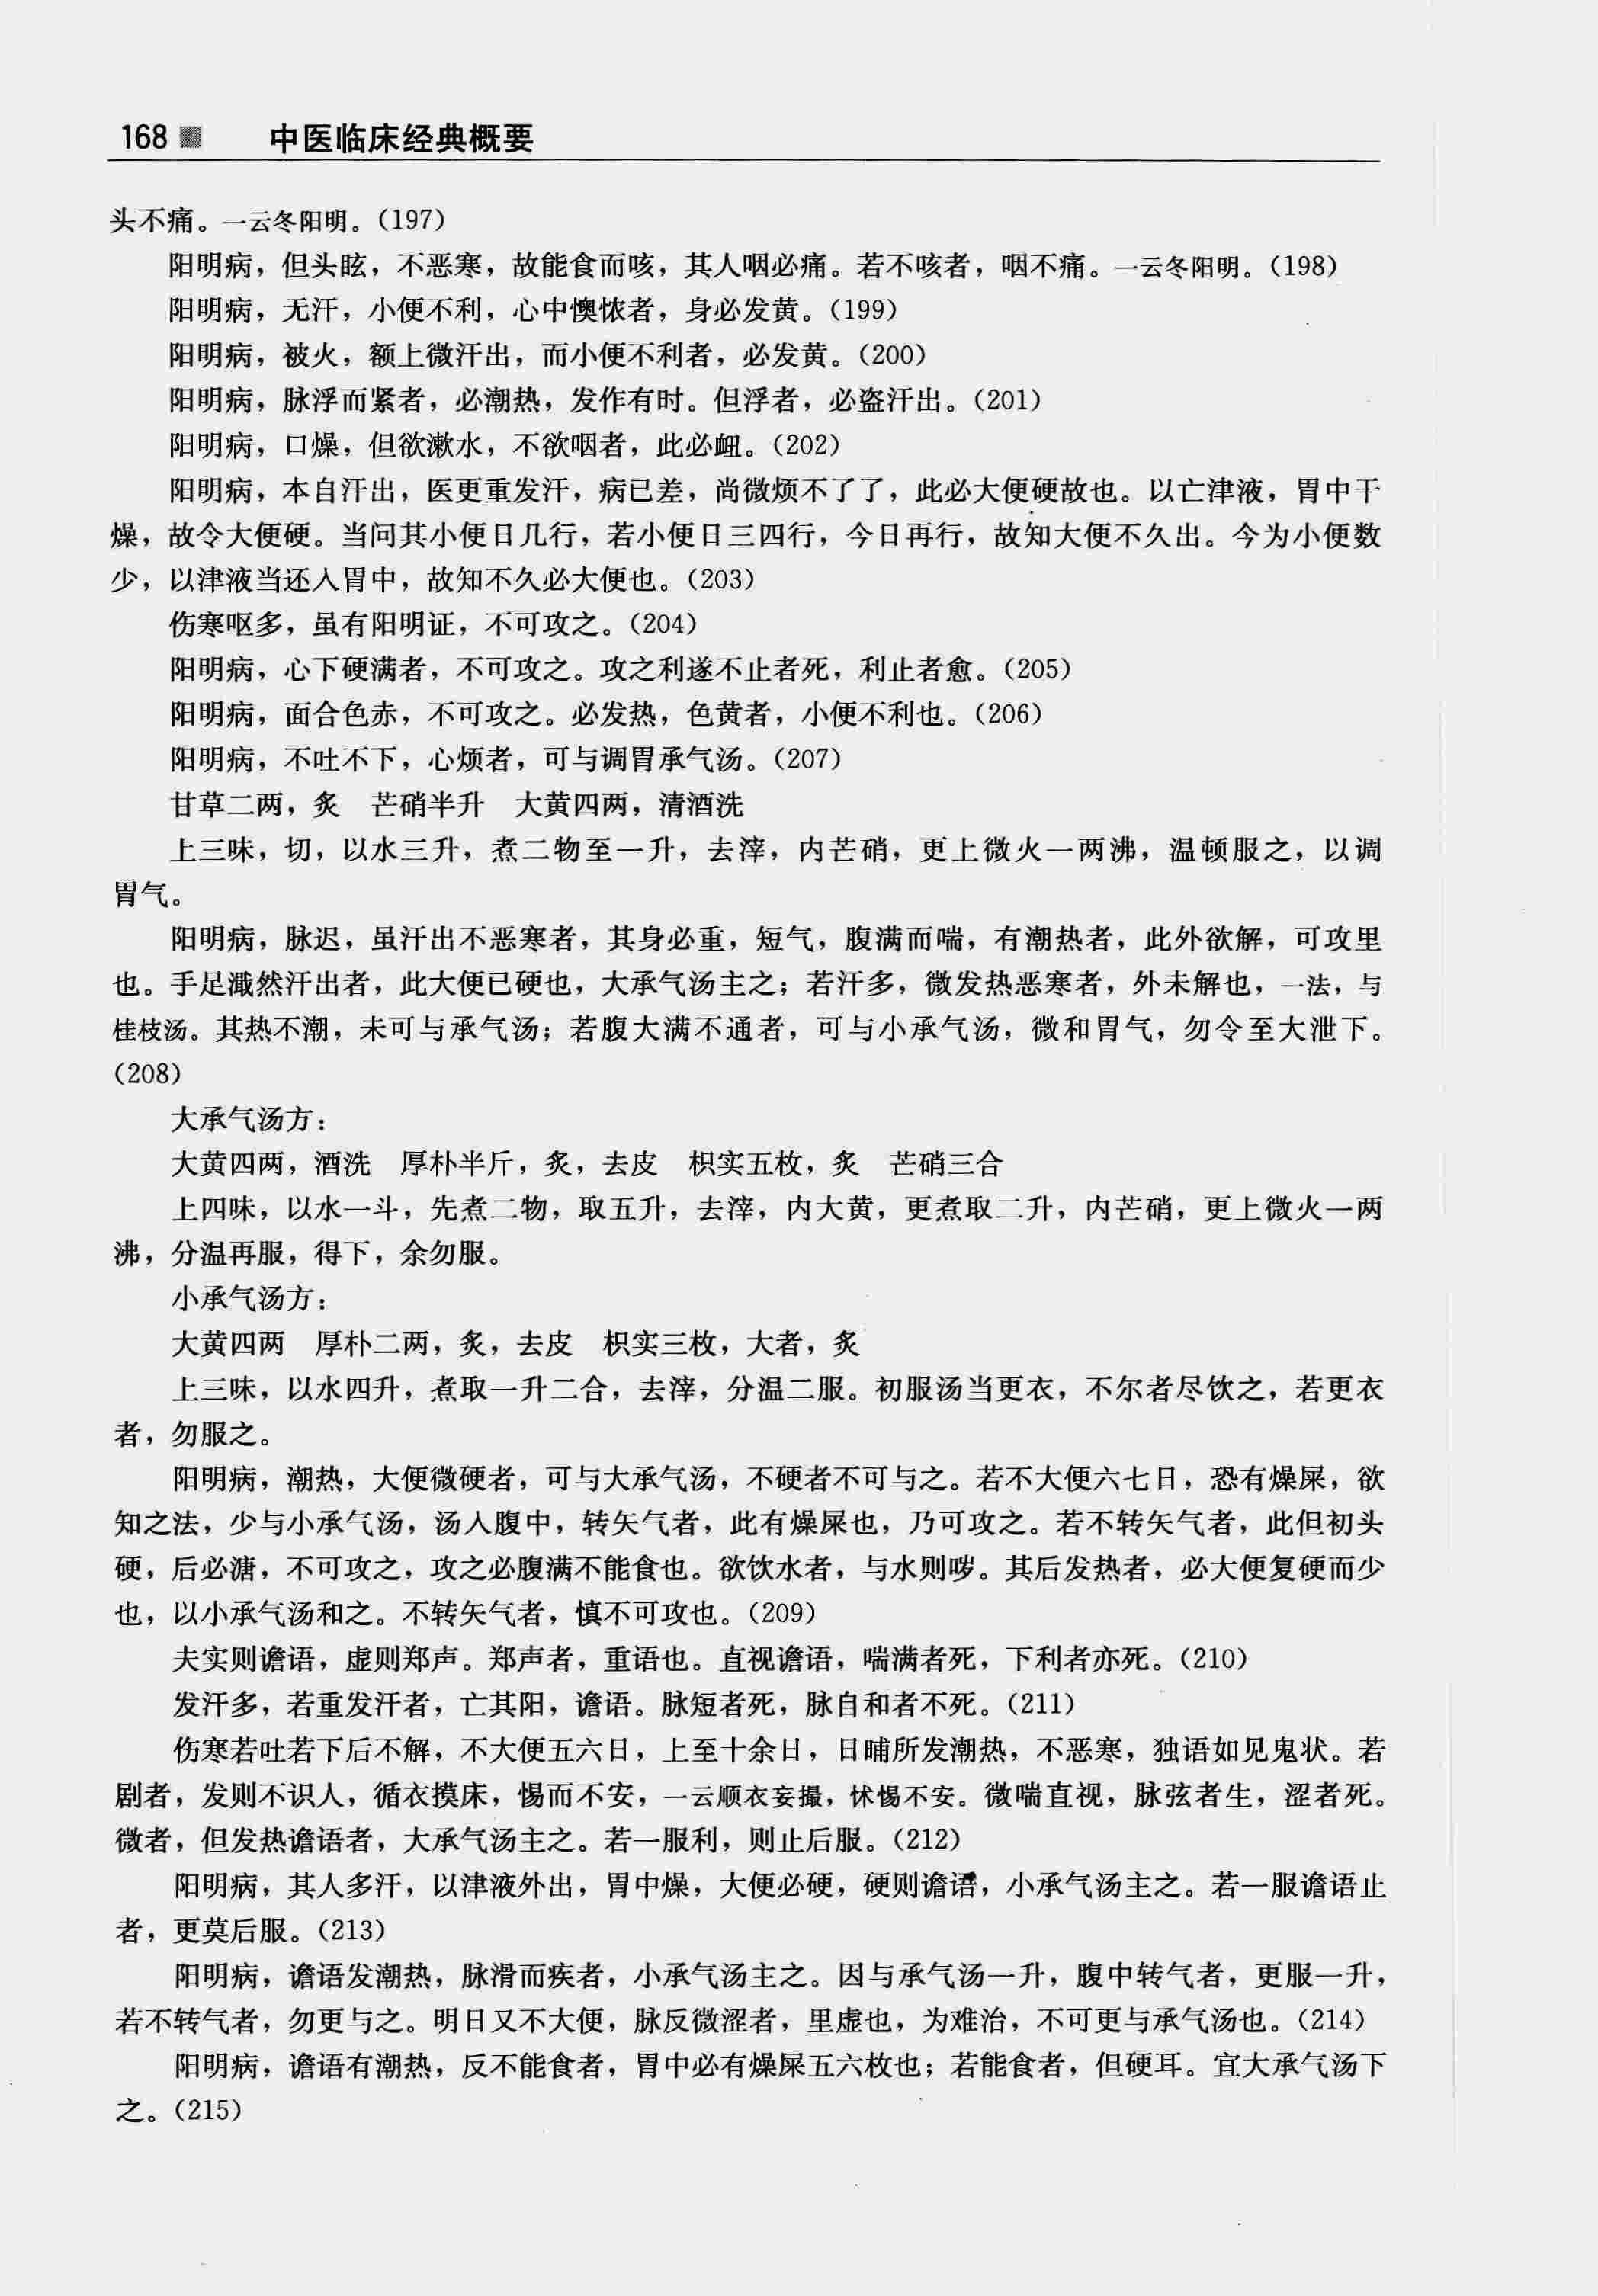 168 中医临床经典概要
头不痛。一云冬阳明。（197）
阳明病，但头眩，不恶寒，故能食而咳，其人咽必痛。若不咳者，咽不痛。一云冬阳明。（198）
阳明病，无汗，小便不利，心中懊憹者，身必发黄。（199）
阳明病，被火，额上微汗出，而小便不利者，必发黄。（200）
阳明病，脉浮而紧者，必潮热，发作有时。但浮者，必盗汗出。（201）
阳明病，口燥，但欲漱水，不欲咽者，此必衄。（202）
阳明病，本自汗出，医更重发汗，病已差，尚微烦不了了，此必大便硬故也。以亡津液，胃中干
燥，故令大便硬。当问其小便日几行，若小便日三四行，今日再行，故知大便不久出。今为小便数
少，以津液当还入胃中，故知不久必大便也。（203）
伤寒呕多，虽有阳明证，不可攻之。（204）
阳明病，心下硬满者，不可攻之。攻之利遂不止者死，利止者愈。（205）
阳明病，面合色赤，不可攻之。必发热，色黄者，小便不利也。（206）
阳明病，不吐不下，心烦者，可与调胃承气汤。（207）
甘草二两，炙　芒硝半升　大黄四两，清酒洗
上三味，切，以水三升，煮二物至一升，去滓，内芒硝，更上微火一两沸，温顿服之，以调
胃气。
阳明病，脉迟，虽汗出不恶寒者，其身必重，短气，腹满而喘，有潮热者，此外欲解，可攻里
也。手足濈然汗出者，此大便已硬也，大承气汤主之；若汗多，微发热恶寒者，外未解也，一法，与
桂枝汤。其热不潮，未可与承气汤；若腹大满不通者，可与小承气汤，微和胃气，勿令至大泄下。
（208）
大承气汤方：
大黄四两，酒洗　厚朴半斤，炙，去皮　枳实五枚，炙　芒硝三合
上四味，以水一斗，先煮二物，取五升，去滓，内大黄，更煮取二升，内芒硝，更上微火一两
沸，分温再服，得下，余勿服。
小承气汤方：
大黄四两　厚朴二两，炙，去皮　枳实三枚，大者，炙
上三味，以水四升，煮取一升二合，去滓，分温二服。初服汤当更衣，不尔者尽饮之，若更衣
者，勿服之。
阳明病，潮热，大便微硬者，可与大承气汤，不硬者不可与之。若不大便六七日，恐有燥屎，欲
知之法，少与小承气汤，汤入腹中，转矢气者，此有燥屎也，乃可攻之。若不转矢气者，此但初头
硬，后必溏，不可攻之，攻之必腹满不能食也。欲饮水者，与水则哕。其后发热者，必大便复硬而少
也，以小承气汤和之。不转矢气者，慎不可攻也。（209）
夫实则谵语，虚则郑声。郑声者，重语也。直视谵语，喘满者死，下利者亦死。（210）
发汗多，若重发汗者，亡其阳，谵语。脉短者死，脉自和者不死。（211）
伤寒若吐若下后不解，不大便五六日，上至十余日，日晡所发潮热，不恶寒，独语如见鬼状。若
剧者，发则不识人，循衣摸床，惕而不安，一云顺衣妄撮，怵惕不安。微喘直视，脉弦者生，涩者死。
微者，但发热谵语者，大承气汤主之。若一服利，则止后服。（212）
阳明病，其人多汗，以津液外出，胃中燥，大便必硬，硬则谵语，小承气汤主之。若一服谵语止
者，更莫后服。（213）
阳明病，谵语发潮热，脉滑而疾者，小承气汤主之。因与承气汤一升，腹中转气者，更服一升，
若不转气者，勿更与之。明日又不大便，脉反微涩者，里虚也，为难治，不可更与承气汤也。（214）
阳明病，谵语有潮热，反不能食者，胃中必有燥屎五六枚也；若能食者，但硬耳。宜大承气汤下
之。（215）